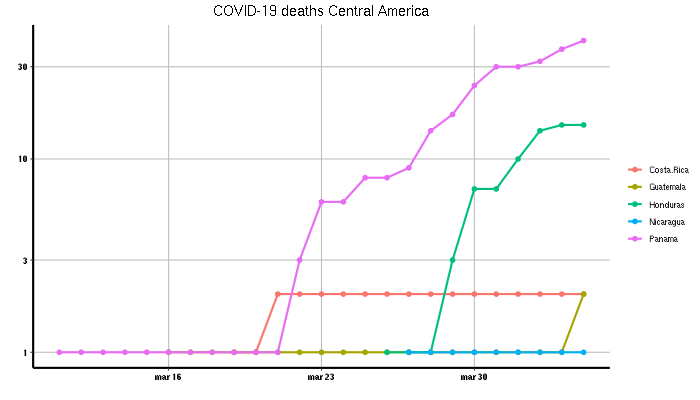 COVID-19 deaths Central America
30
10
3
1
mar 16
mar 23
mar 30
Costa.Rica
Guatemala
Honduras
Nicaragua
Panama